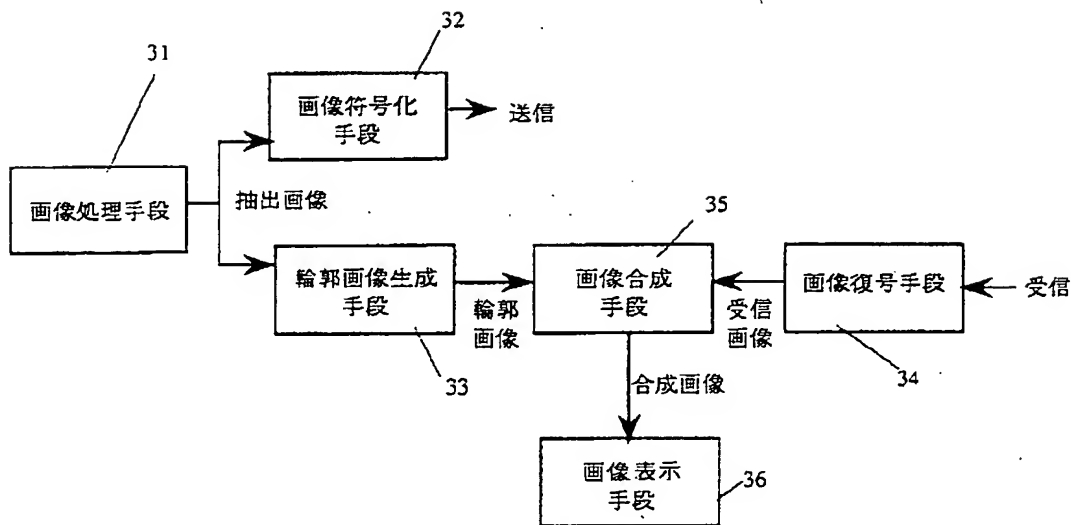 31
32
画像符号化
手段
送信
画像処理手段
抽出画像
35
輪郭画像生成
手段
輪郭
画像
画像合成
手段
受信
画像
画像復号手段
受信
33
34
合成画像
画像表示
手段
36